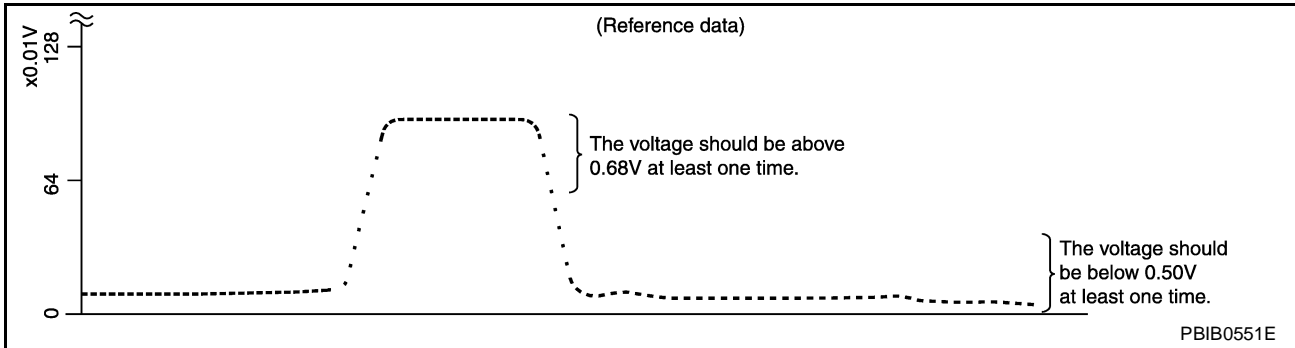 (Reference data)
x0.01V
128
64
0
The voltage should be above
0.68V at least one time.
The voltage should
be below 0.50V
at least one time.
PBIB0551E